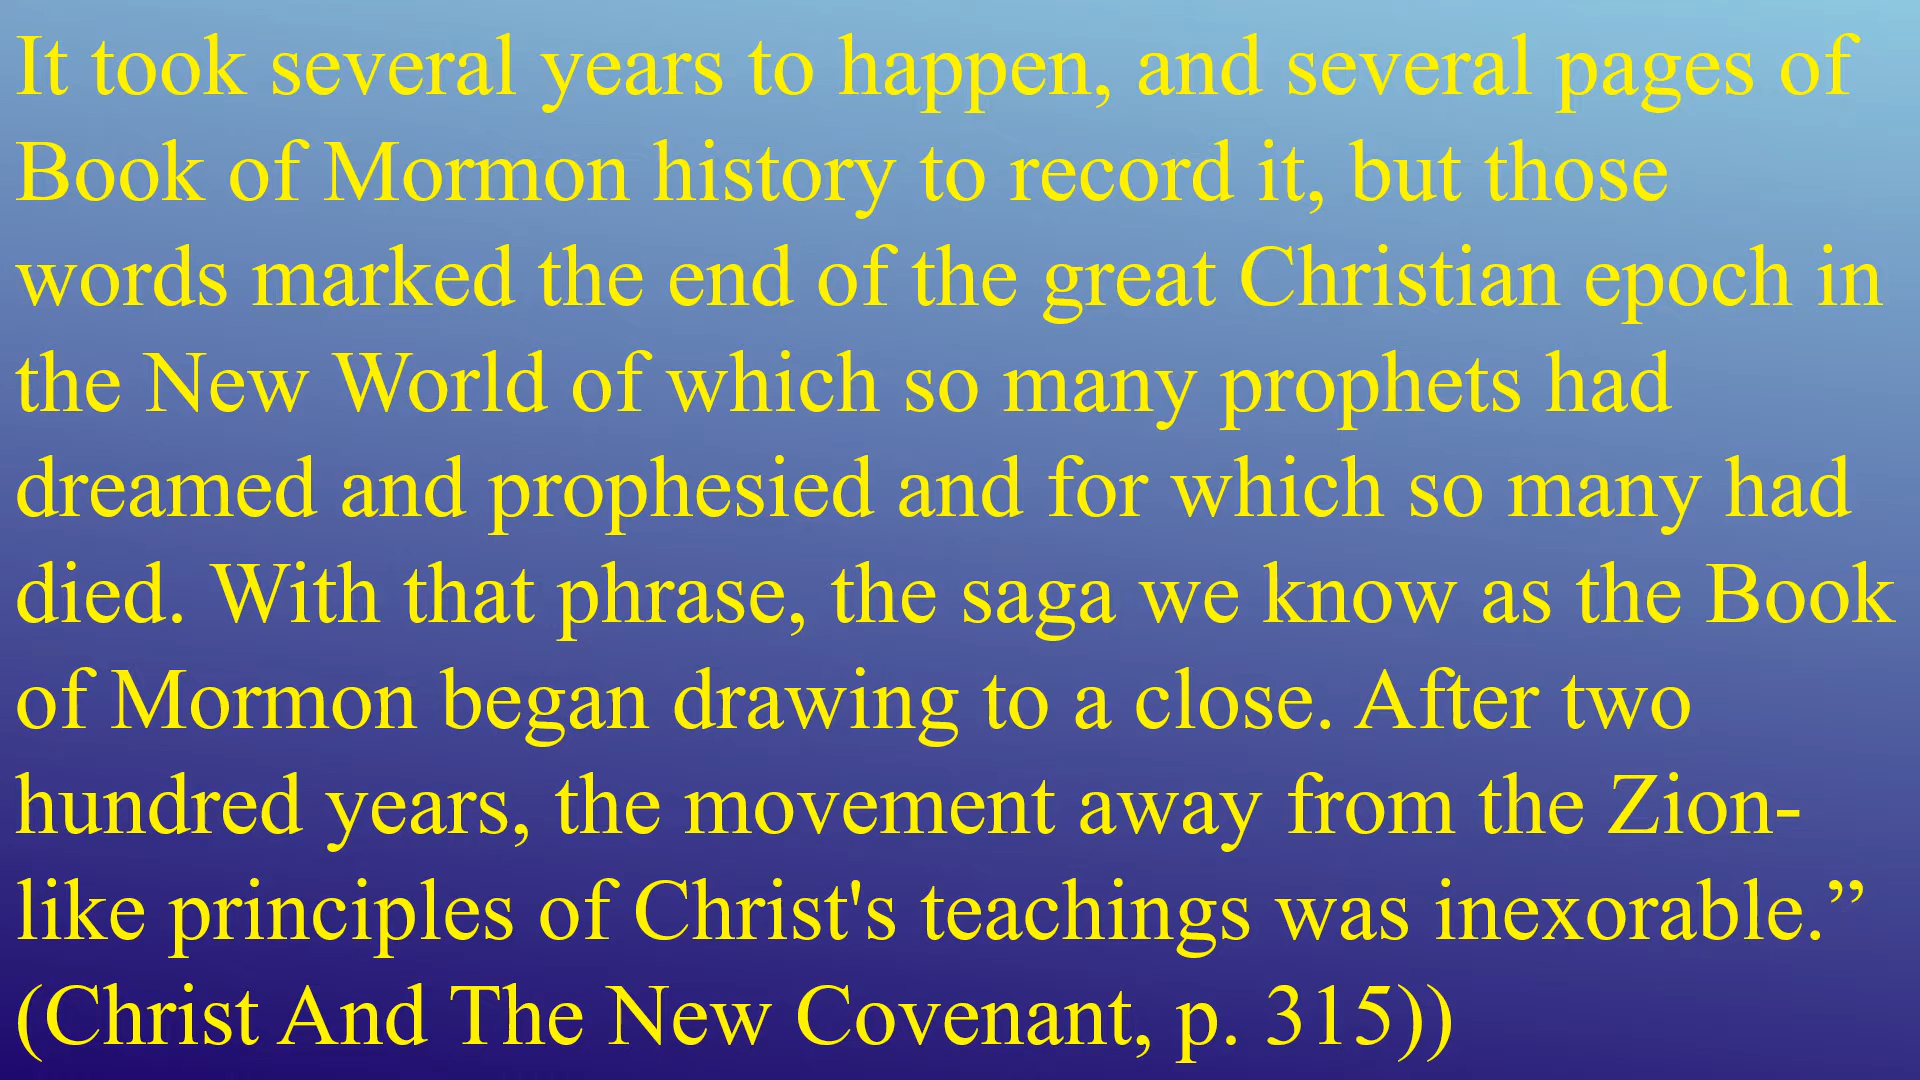 It took several years to happen, and several pages of
Book of Mormon history to record it, but those
words marked the end of the great Christian epoch in
the New World of which so many prophets had
dreamed and prophesied and for which so many had
died. With that phrase, the saga we know as the Book
of Mormon began drawing to a close. After two
hundred years, the movement away from the Zion-
like principles of Christ's teachings was inexorable.”
(Christ And The New Covenant, p. 315))